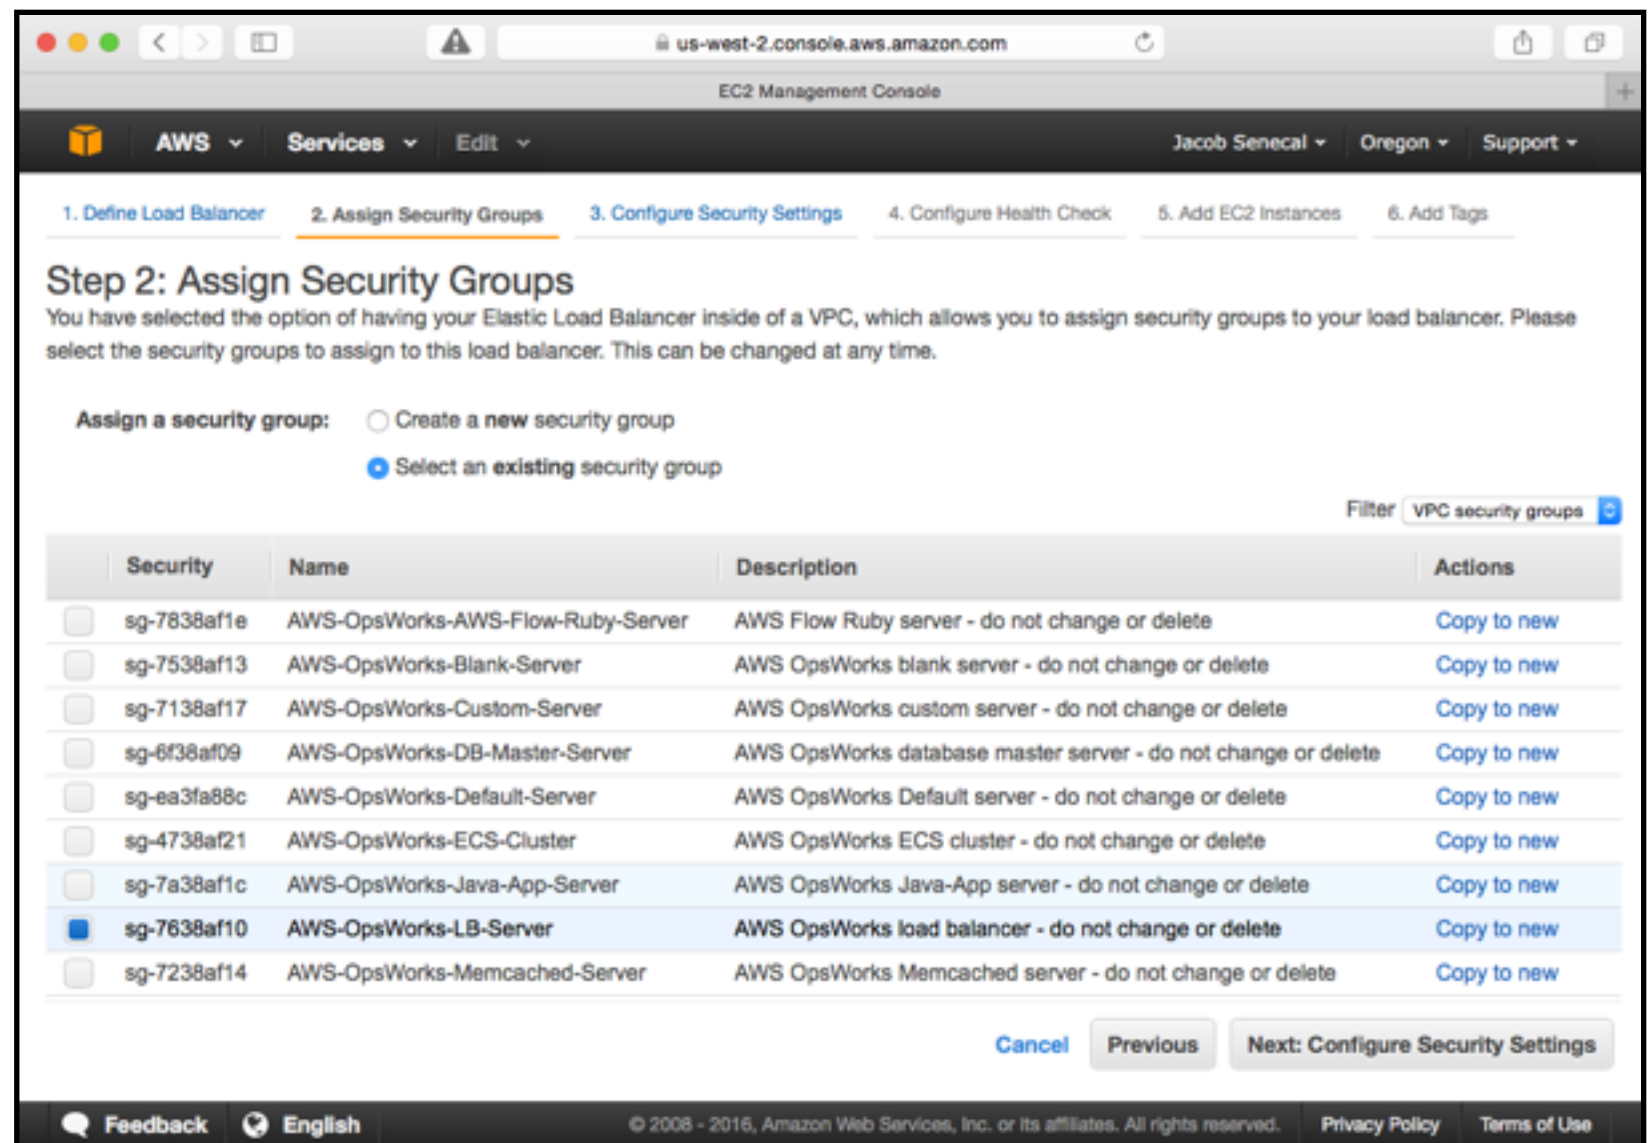 us-west-2.console.aws.amazon.com
EC2 Management Console
AWS Services Edit Jacob Senecal Oregon Support
1. Define Load Balancer 2. Assign Security Groups 3. Configure Security Settings 4. Configure Health Check 5. Add EC2 Instances 6. Add Tags
Step 2: Assign Security Groups
You have selected the option of having your Elastic Load Balancer inside of a VPC, which allows you to assign security groups to your load balancer. Please
select the security groups to assign to this load balancer. This can be changed at any time.
Assign a security group: Create a new security group
Select an existing security group
Filter VPC security groups
Security Name Description Actions
sg-7838af1e AWS-OpsWorks-AWS-Flow-Ruby-Server AWS Flow Ruby server - do not change or delete Copy to new
sg-7538af13 AWS-OpsWorks-Blank-Server AWS OpsWorks blank server - do not change or delete Copy to new
sg-7138af17 AWS-OpsWorks-Custom-Server AWS OpsWorks custom server - do not change or delete Copy to new
sg-6f38af09 AWS-OpsWorks-DB-Master-Server AWS OpsWorks database master server - do not change or delete Copy to new
sg-ea3fa88c AWS-OpsWorks-Default-Server AWS OpsWorks Default server - do not change or delete Copy to new
sg-4738af21 AWS-OpsWorks-ECS-Cluster AWS OpsWorks ECS cluster - do not change or delete Copy to new
sg-7a38af1c AWS-OpsWorks-Java-App-Server AWS OpsWorks Java-App server - do not change or delete Copy to new
sg-7638af10 AWS-OpsWorks-LB-Server AWS OpsWorks load balancer - do not change or delete Copy to new
sg-7238af14 AWS-OpsWorks-Memcached-Server AWS OpsWorks Memcached server - do not change or delete Copy to new
Cancel Previous Next: Configure Security Settings
Feedback English © 2008 - 2016, Amazon Web Services, Inc. or its affiliates. All rights reserved. Privacy Policy Terms of Use